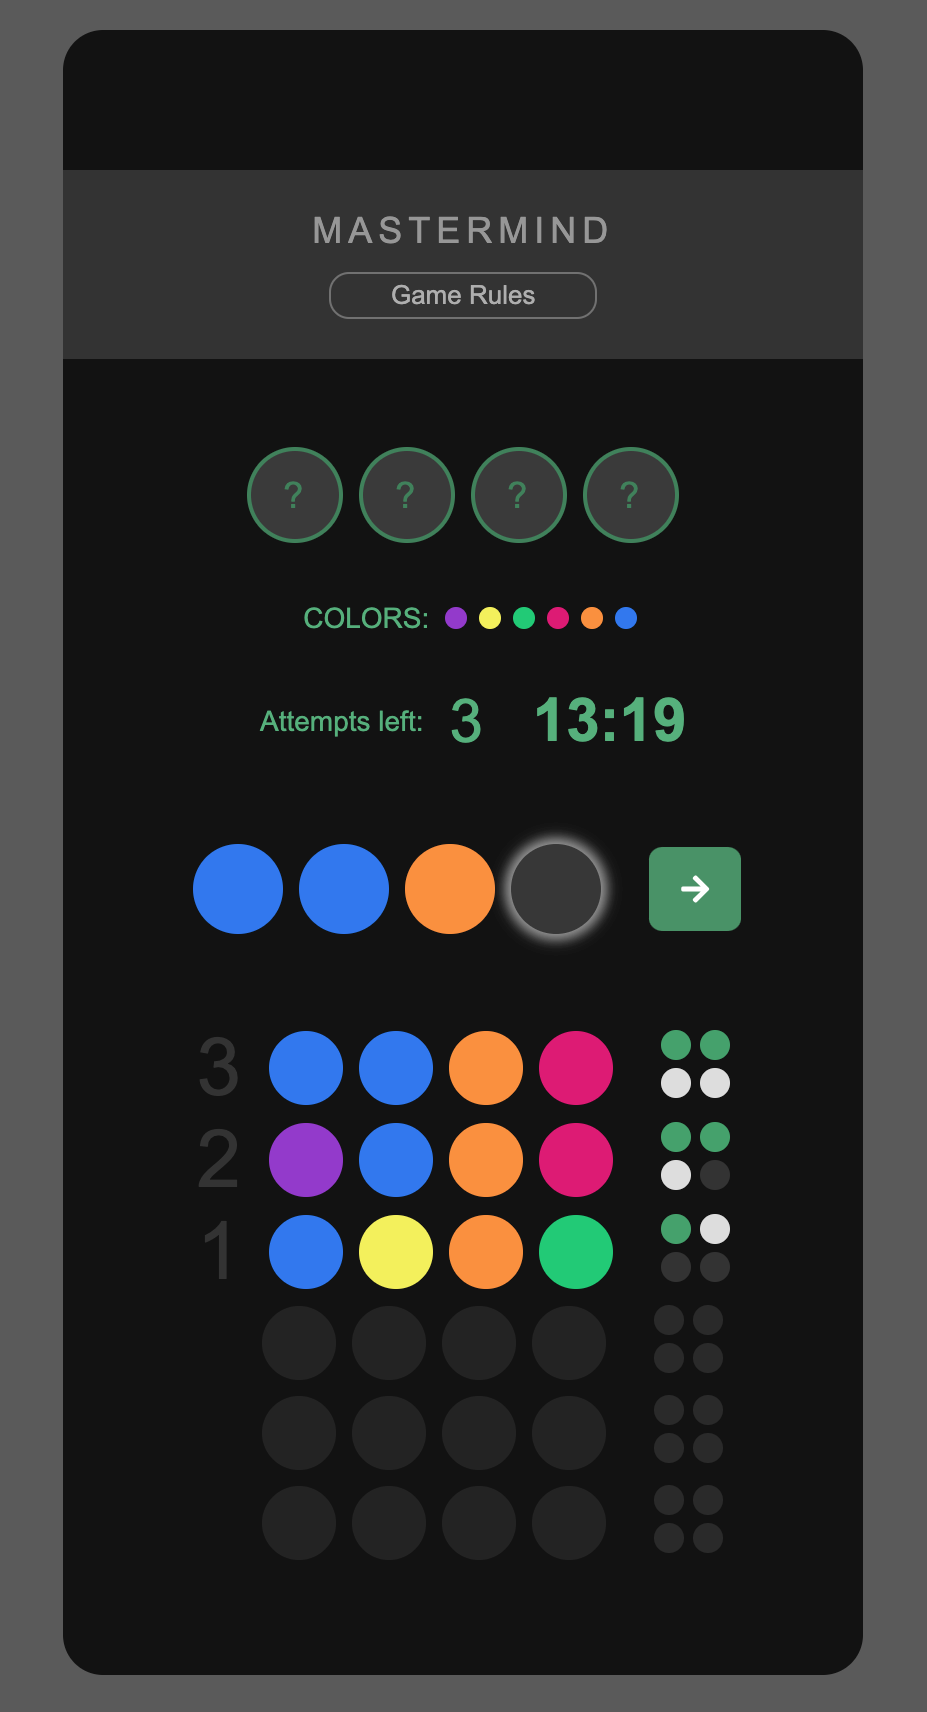 MASTERMIND
Game Rules
? ? ? ?
COLORS:
Attempts left: 3 13:19
3
2
1